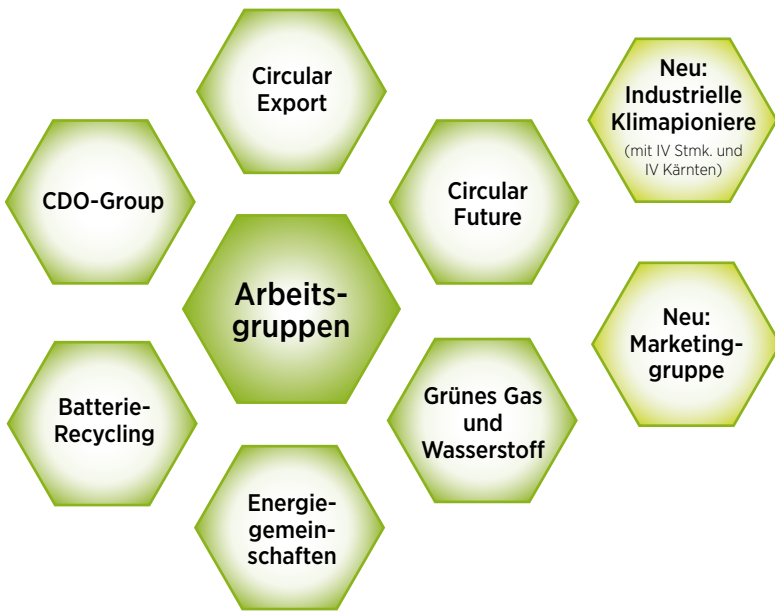 Circular
Export
Neu:
Industrielle
Klimapioniere
(mit IV Stmk. und
IV Kärnten)
CDO-Group
Circular
Future
Arbeits-
gruppen
Neu:
Marketing-
gruppe
Batterie-
Recycling
Grünes Gas
und
Wasserstoff
Energie-
gemein-
schaften